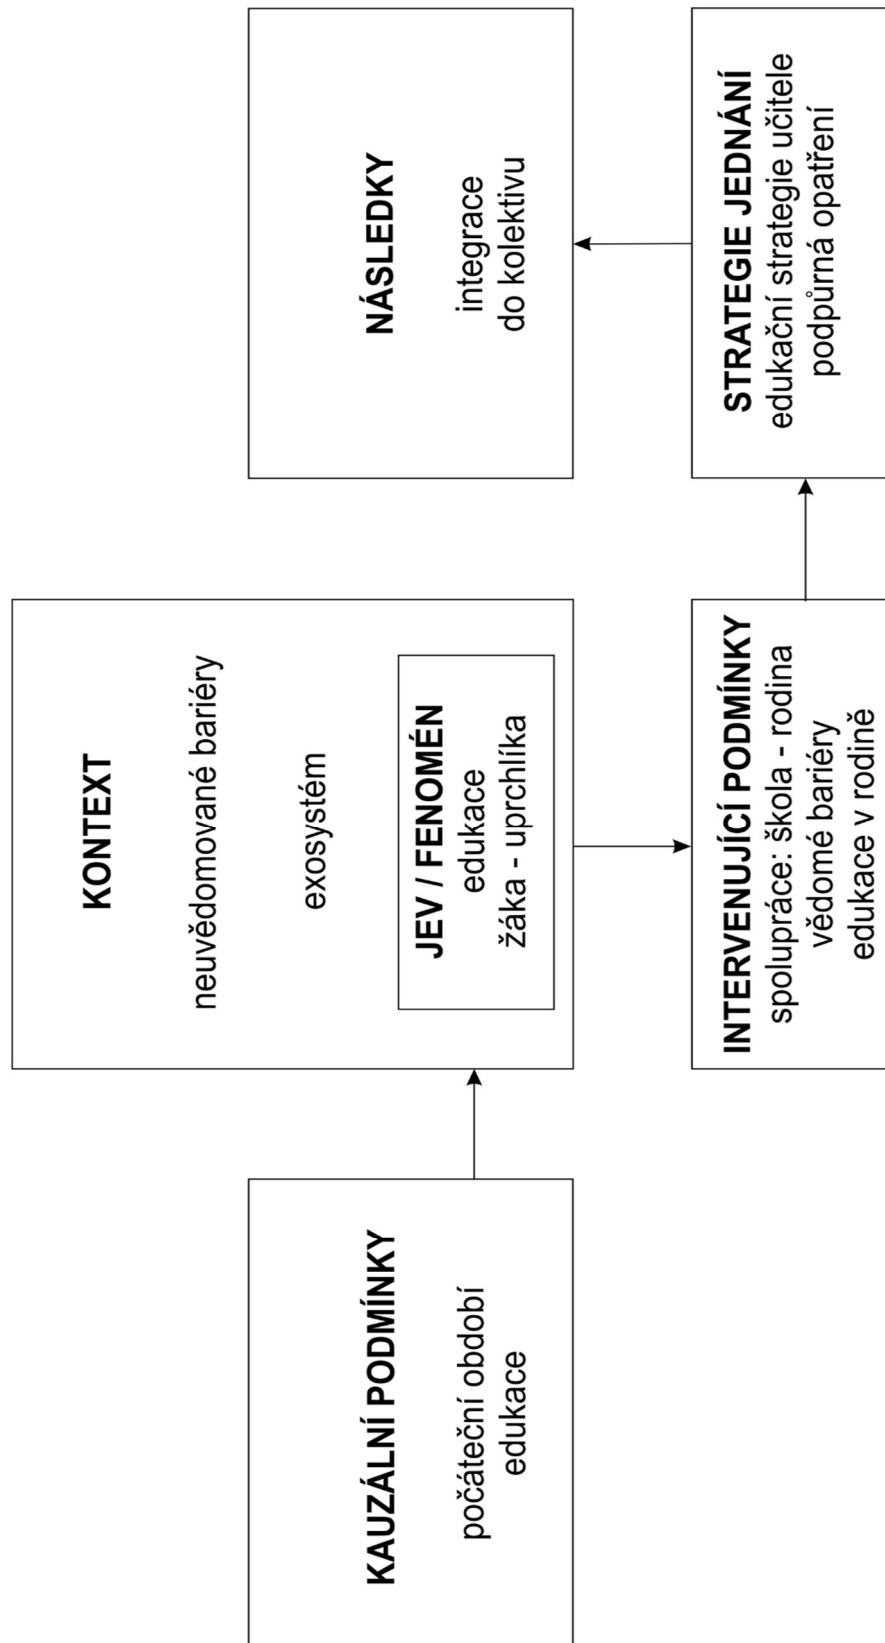 KAUZÁLNÍ PODMÍNKY
počáteční období
edukace
KONTEXT
neuvědomované bariéry
exosystém
JEV / FENOMÉN
edukace
žáka - uprchlíka
INTERVENUJÍCÍ PODMÍNKY
spolupráce: škola - rodina
vědomé bariéry
edukace v rodině
STRATEGIE JEDNÁNÍ
edukační strategie učitele
podpůrná opatření
NÁSLEDKY
integrace
do kolektivu